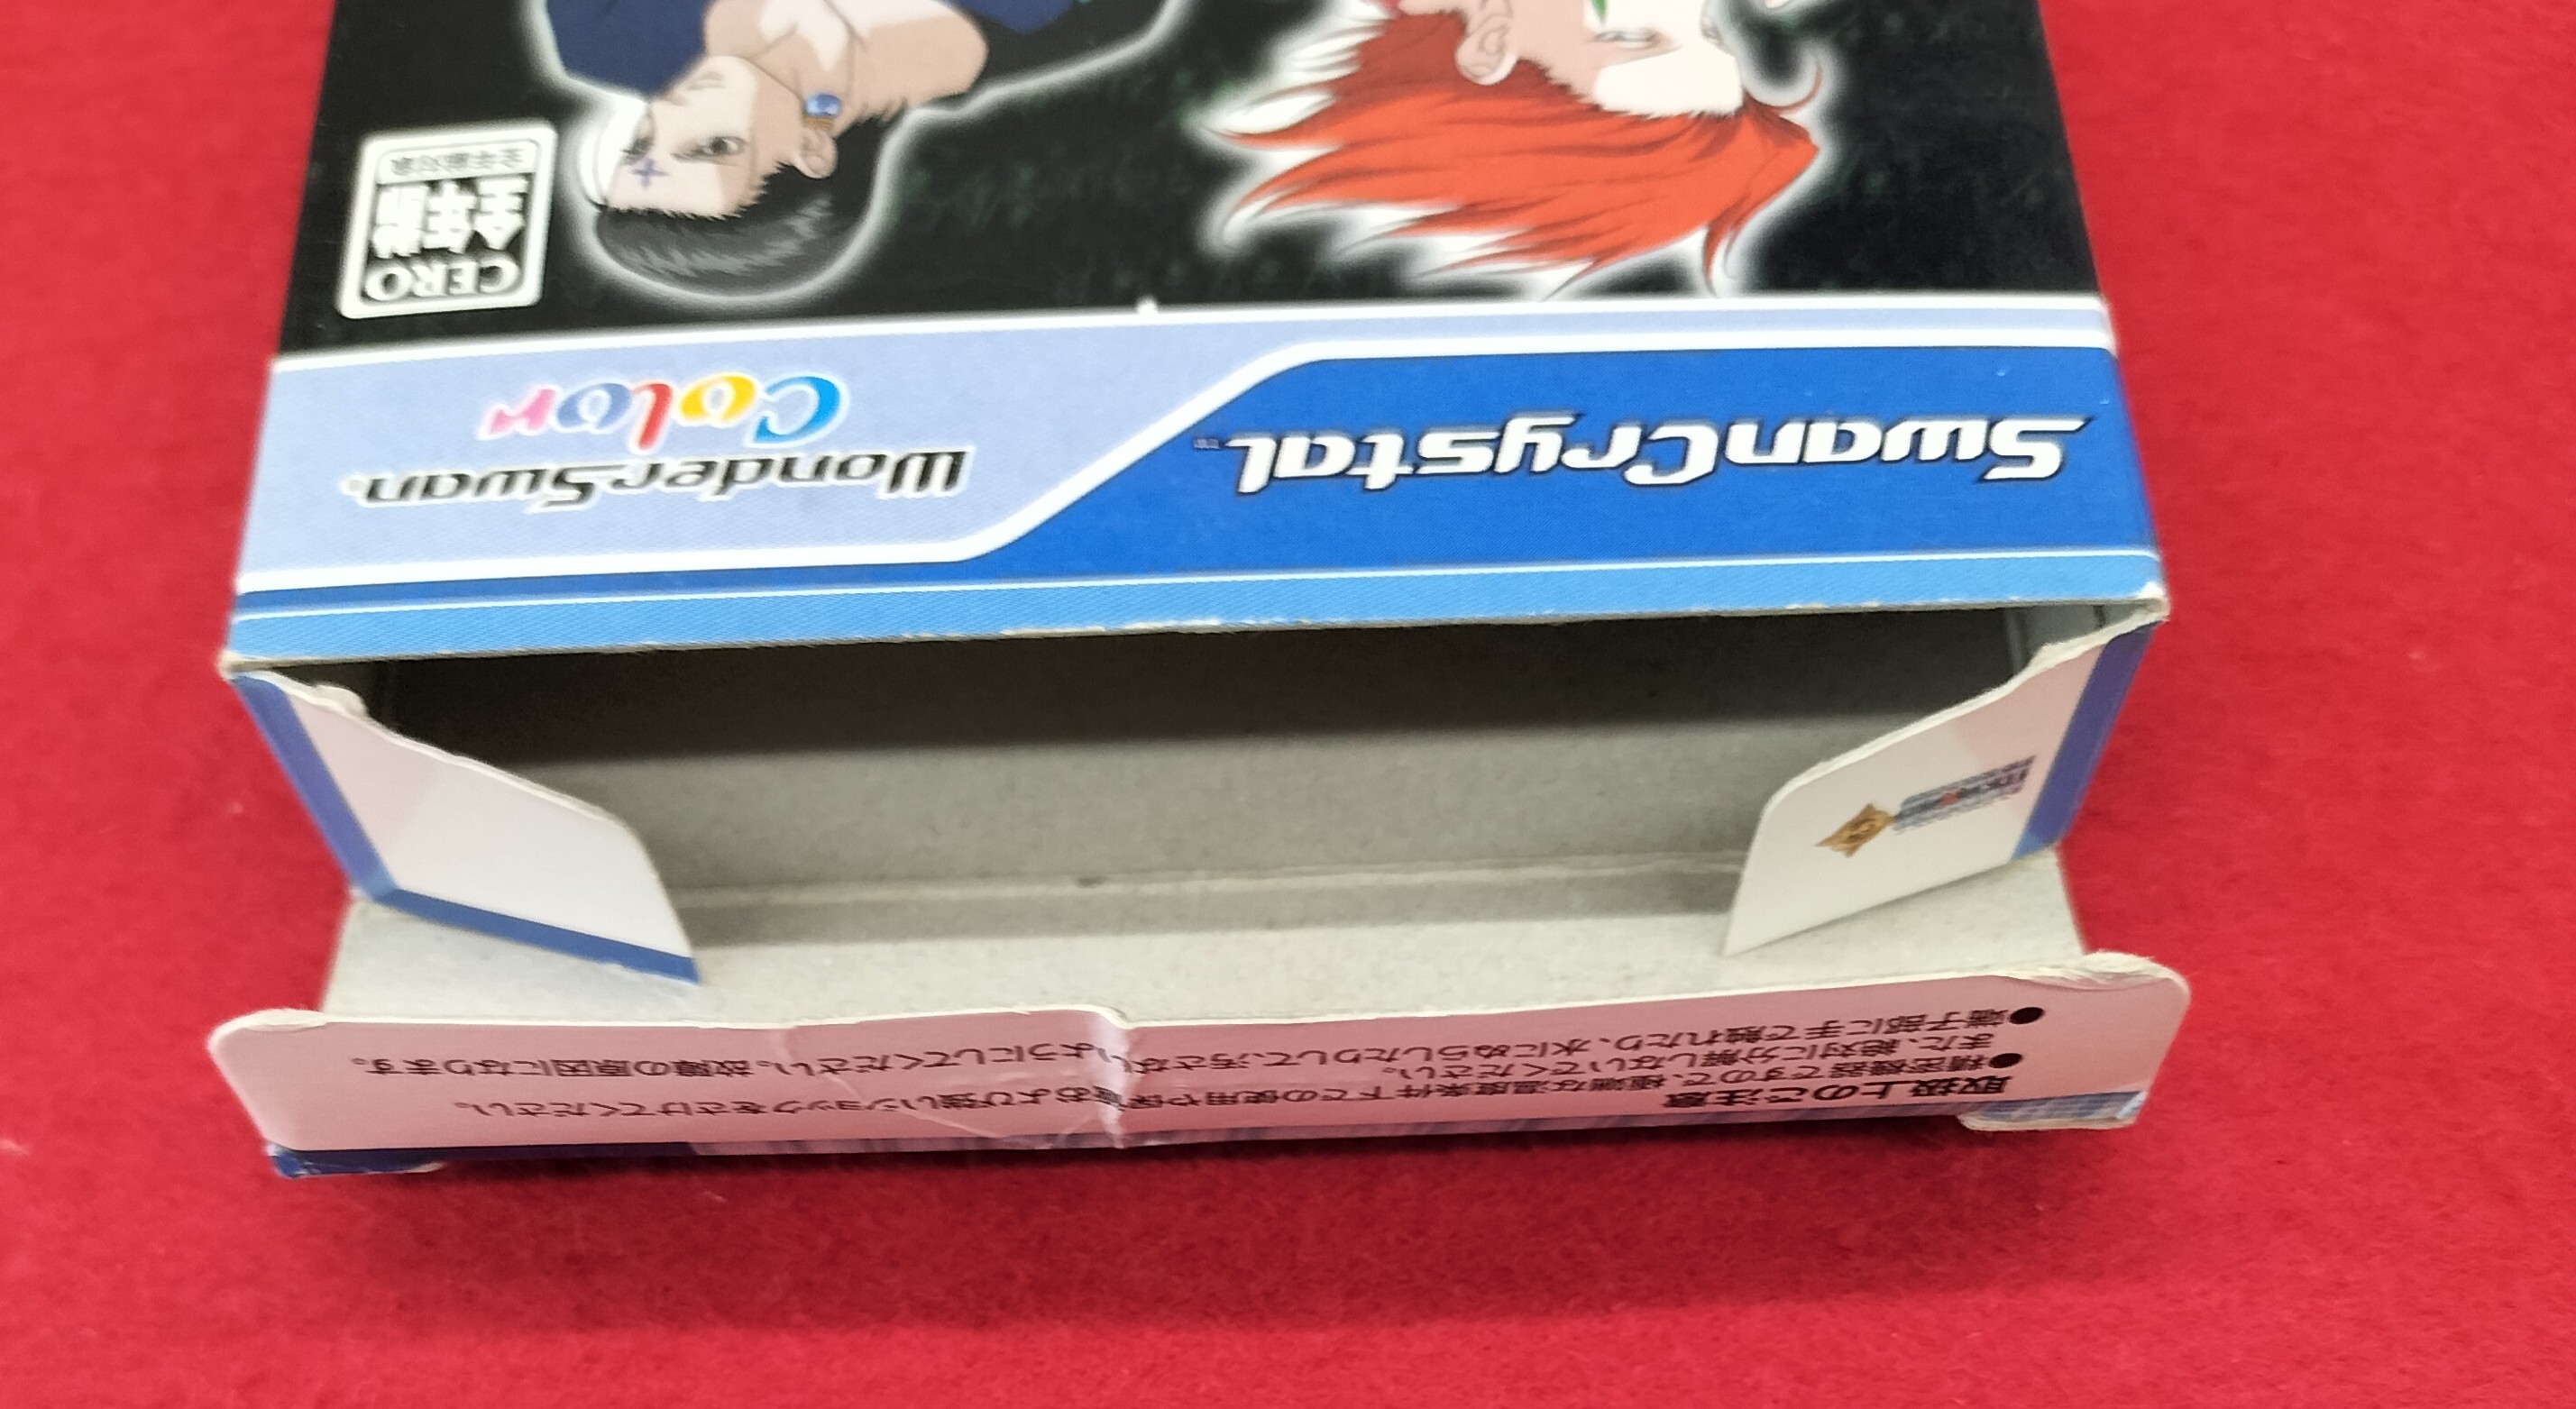 取扱上のご注意
●精密機器ですので、極端な温度条件下での使用や保管および強いショックをさけてください。
また、絶対に分解しないでください。
●端子部に手で触れたり、水にぬらしたりして、汚さないようにしてください。故障の原因になります。
SwanCrystal™
WonderSwan®
Color
CERO
全年齢
全年齢対象